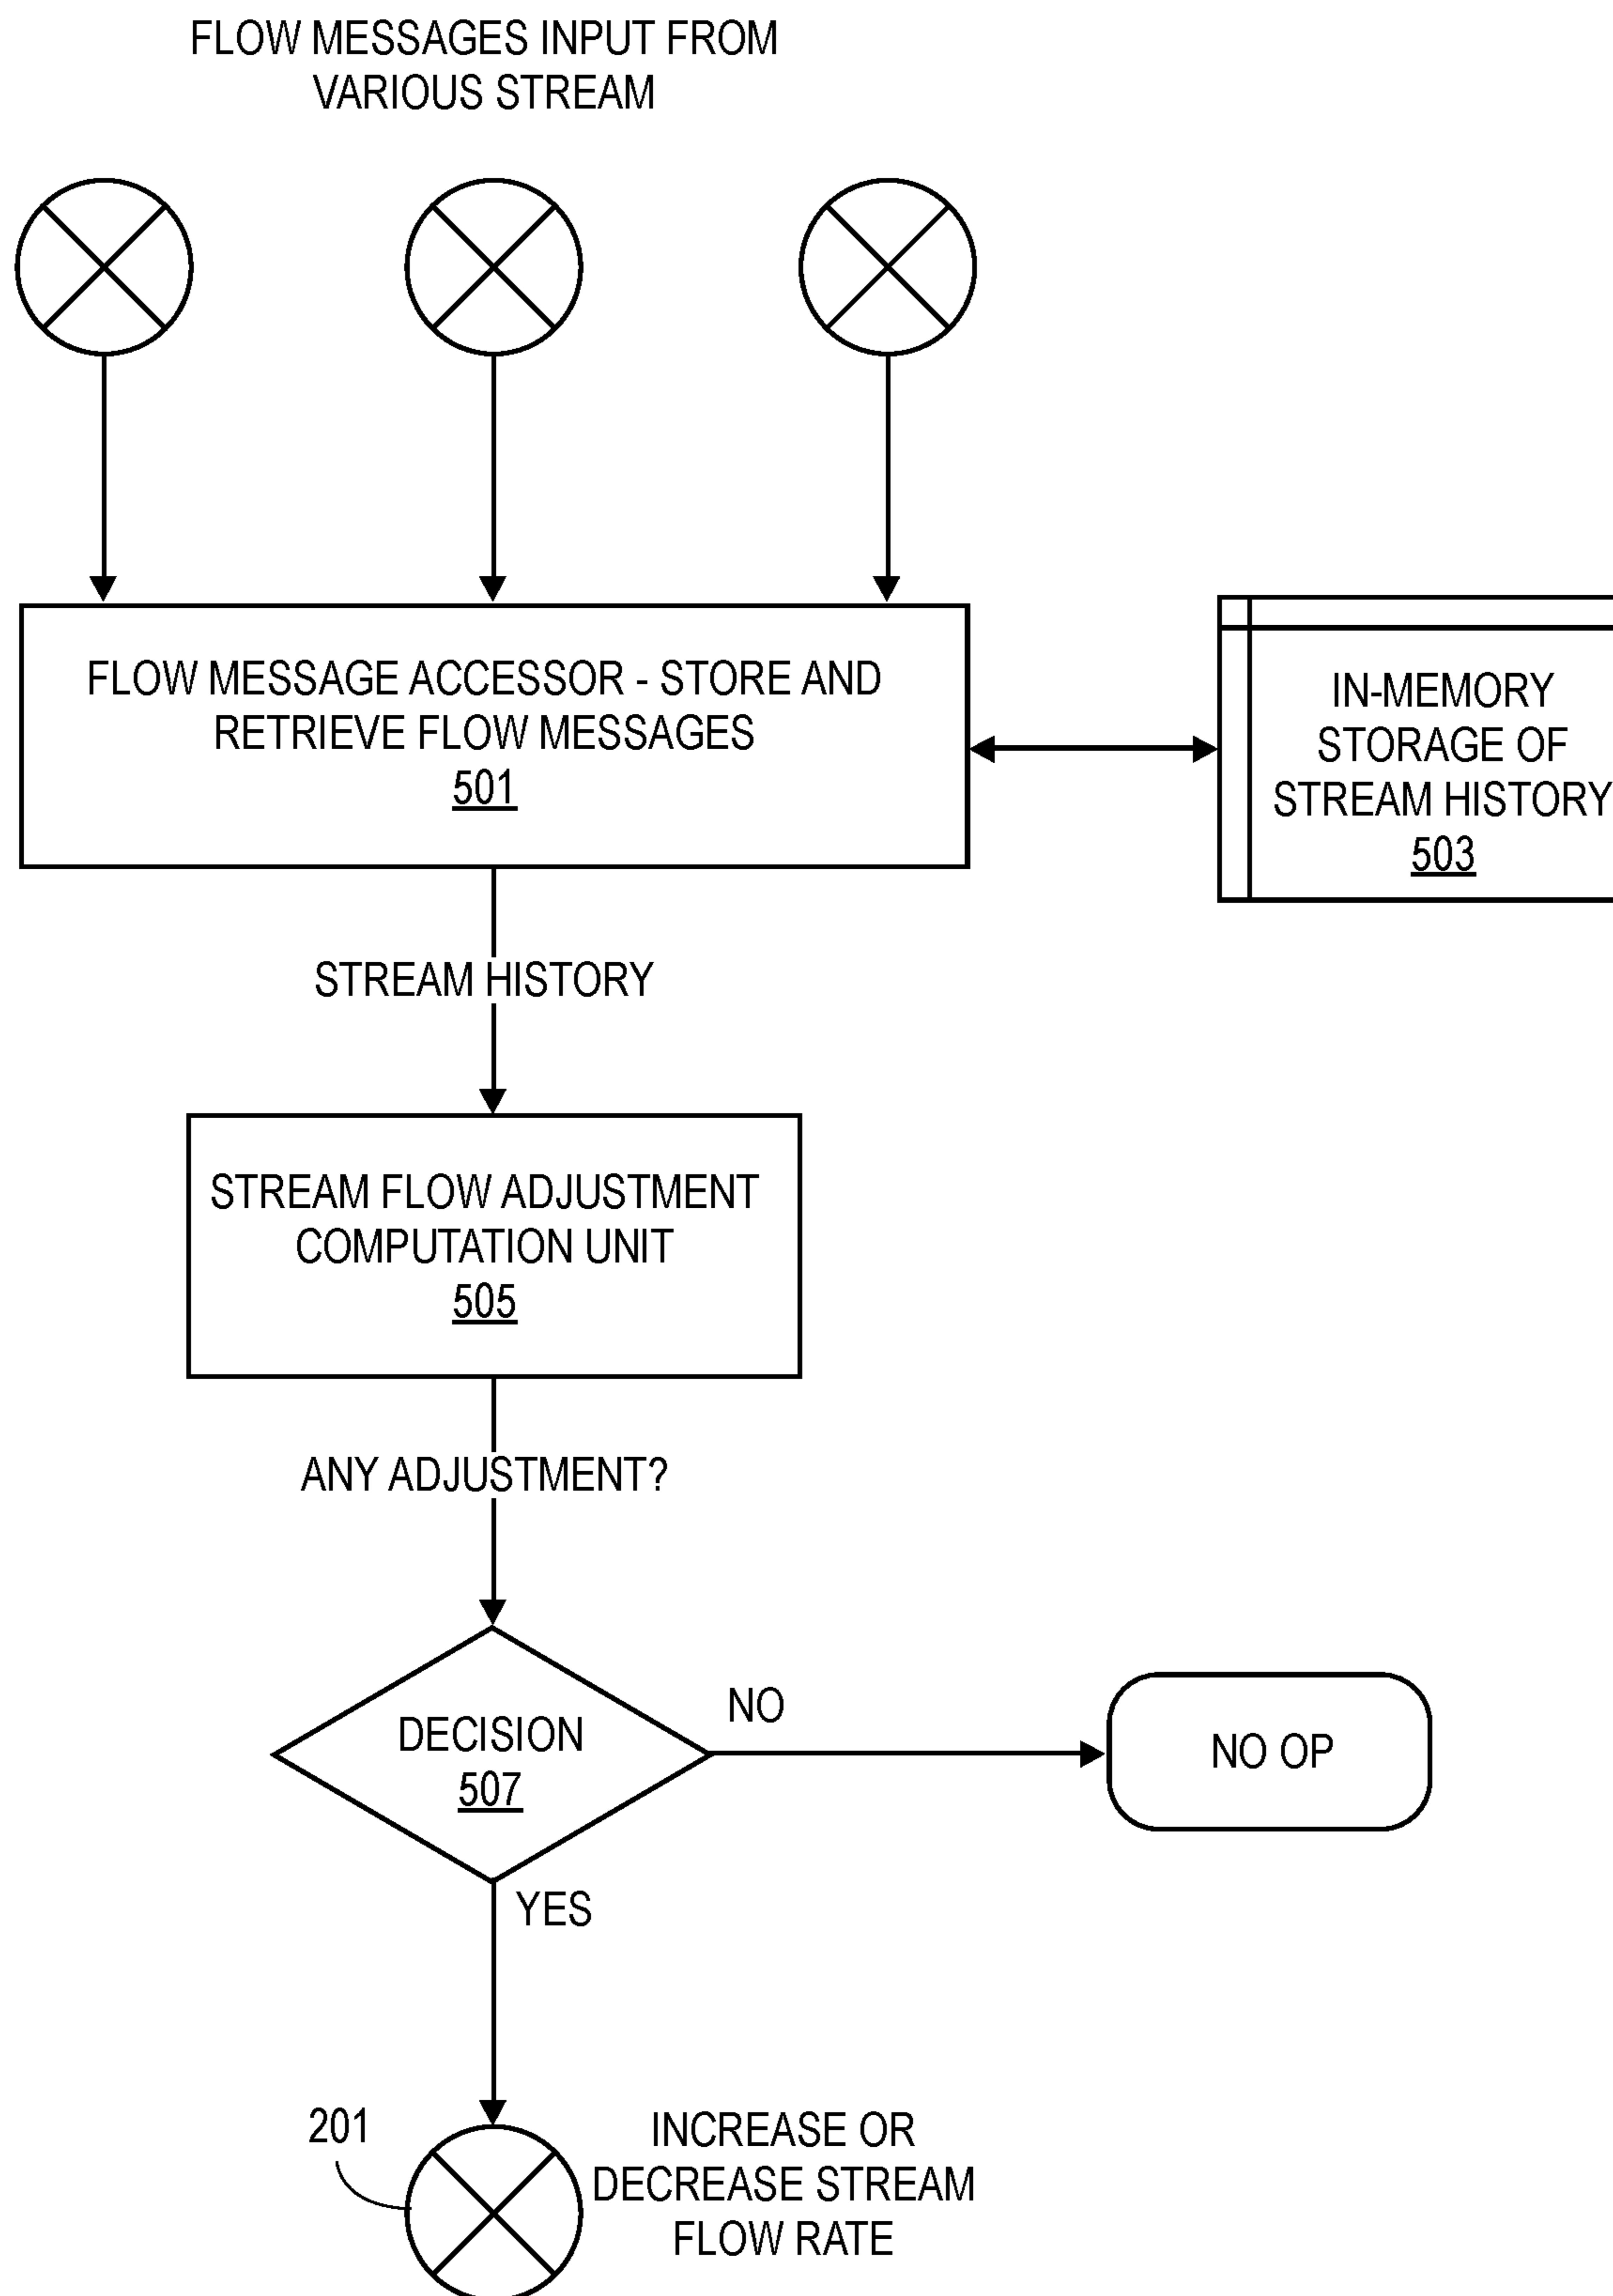 FLOW MESSAGES INPUT FROM
VARIOUS STREAM
FLOW MESSAGE ACCESSOR - STORE AND
RETRIEVE FLOW MESSAGES
501
IN-MEMORY
STORAGE OF
STREAM HISTORY
503
STREAM HISTORY
STREAM FLOW ADJUSTMENT
COMPUTATION UNIT
505
ANY ADJUSTMENT?
DECISION
507
NO
NO OP
YES
201
INCREASE OR
DECREASE STREAM
FLOW RATE